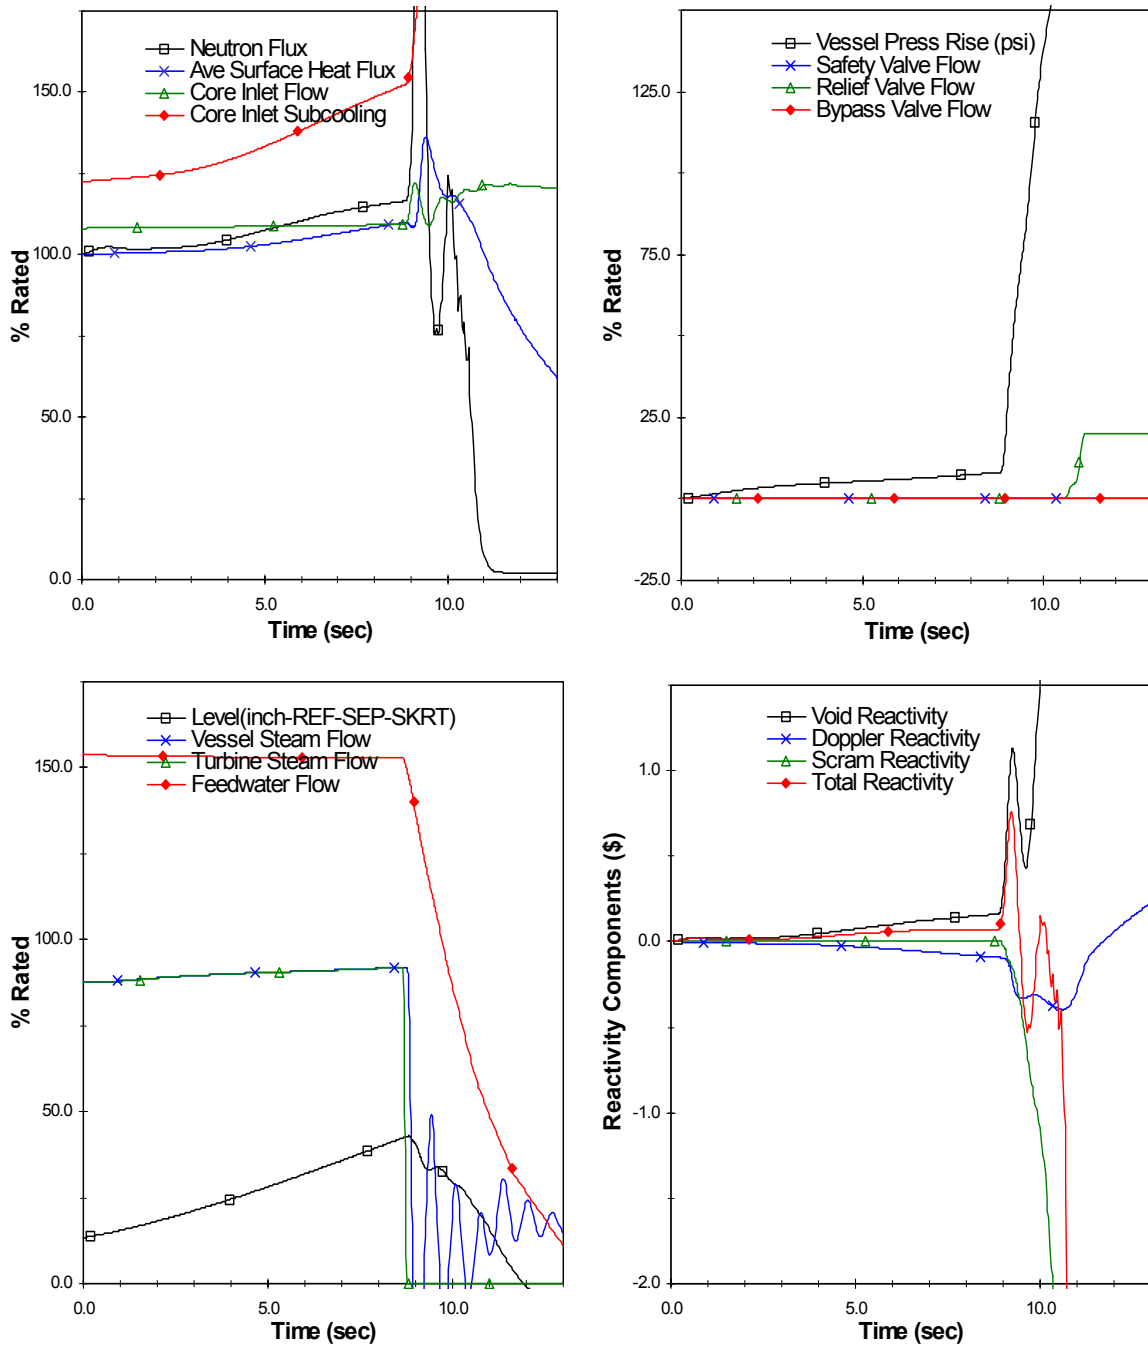 Neutron Flux
Ave Surface Heat Flux
Core Inlet Flow
Core Inlet Subcooling
150.0
100.0
50.0
0.0
% Rated
0.0 5.0 10.0
Time (sec)
Vessel Press Rise (psi)
Safety Valve Flow
Relief Valve Flow
Bypass Valve Flow
125.0
75.0
25.0
-25.0
% Rated
0.0 5.0 10.0
Time (sec)
Level(inch-REF-SEP-SKRT)
Vessel Steam Flow
Turbine Steam Flow
Feedwater Flow
150.0
100.0
50.0
0.0
% Rated
0.0 5.0 10.0
Time (sec)
Void Reactivity
Doppler Reactivity
Scram Reactivity
Total Reactivity
1.0
0.0
-1.0
-2.0
Reactivity Components ($)
0.0 5.0 10.0
Time (sec)